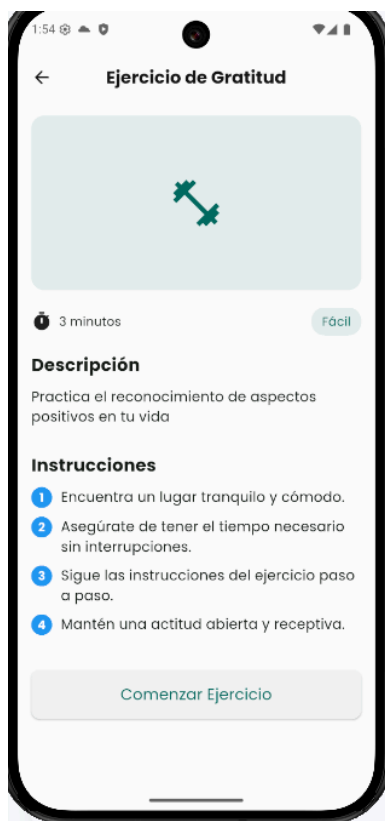 1:54
Ejercicio de Gratitud
3 minutos
Fácil
Descripción
Practica el reconocimiento de aspectos
positivos en tu vida
Instrucciones
1 Encuentra un lugar tranquilo y cómodo.
2 Asegúrate de tener el tiempo necesario
sin interrupciones.
3 Sigue las instrucciones del ejercicio paso
a paso.
4 Mantén una actitud abierta y receptiva.
Comenzar Ejercicio